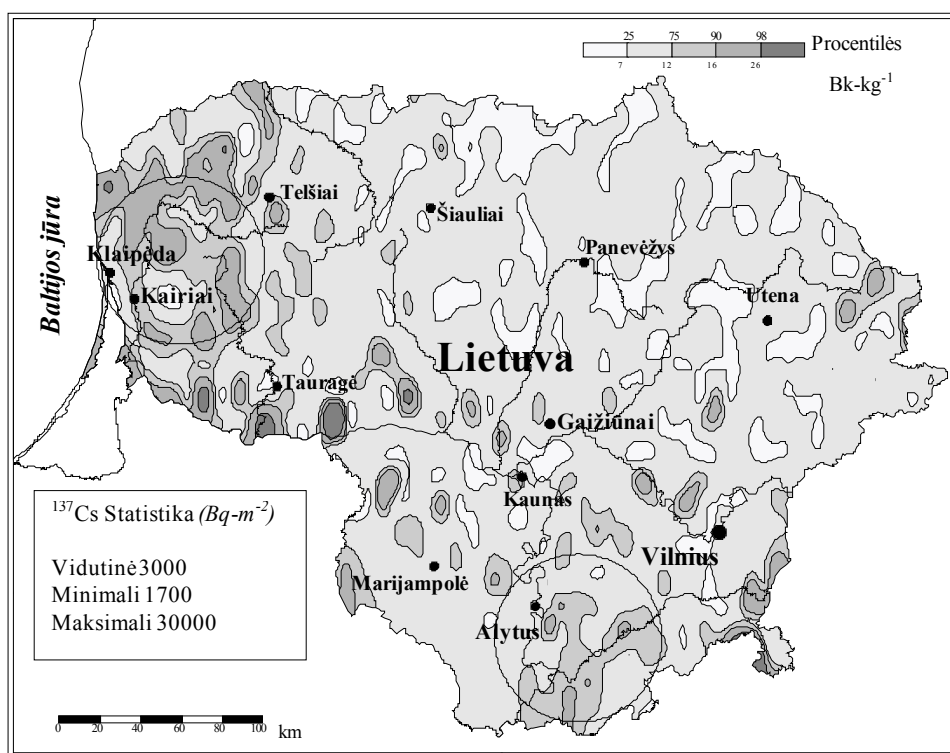 25 75 90 98
Procentilės
7 12 16 26
Bk-kg⁻¹
Telšiai
Šiauliai
Baltijos jūra
Klaipėda
Panevėžys
Kairiai
Utena
Lietuva
Tauragė
Gaižiūnai
Kaunas
¹³⁷Cs Statistika (Bq-m⁻²)
Vidutinė 3000
Minimali 1700
Maksimali 30000
Vilnius
Marijampolė
Alytus
0 20 40 60 80 100 km